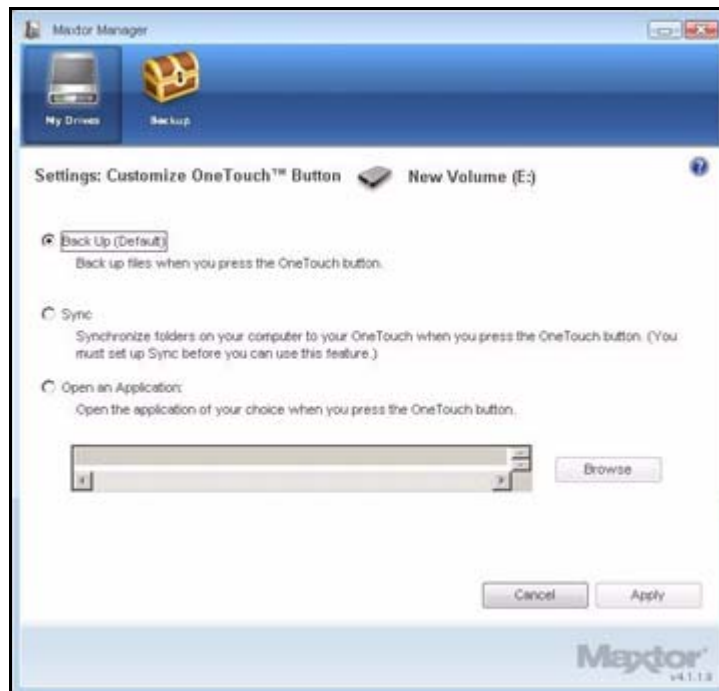 Maxtor Manager
My Drives
Backup
Settings: Customize OneTouch™ Button
New Volume (E:)
Back Up (Default)
Back up files when you press the OneTouch button.
Sync
Synchronize folders on your computer to your OneTouch when you press the OneTouch button. (You
must set up Sync before you can use this feature.)
Open an Application:
Open the application of your choice when you press the OneTouch button.
Browse
Cancel
Apply
Maxtor